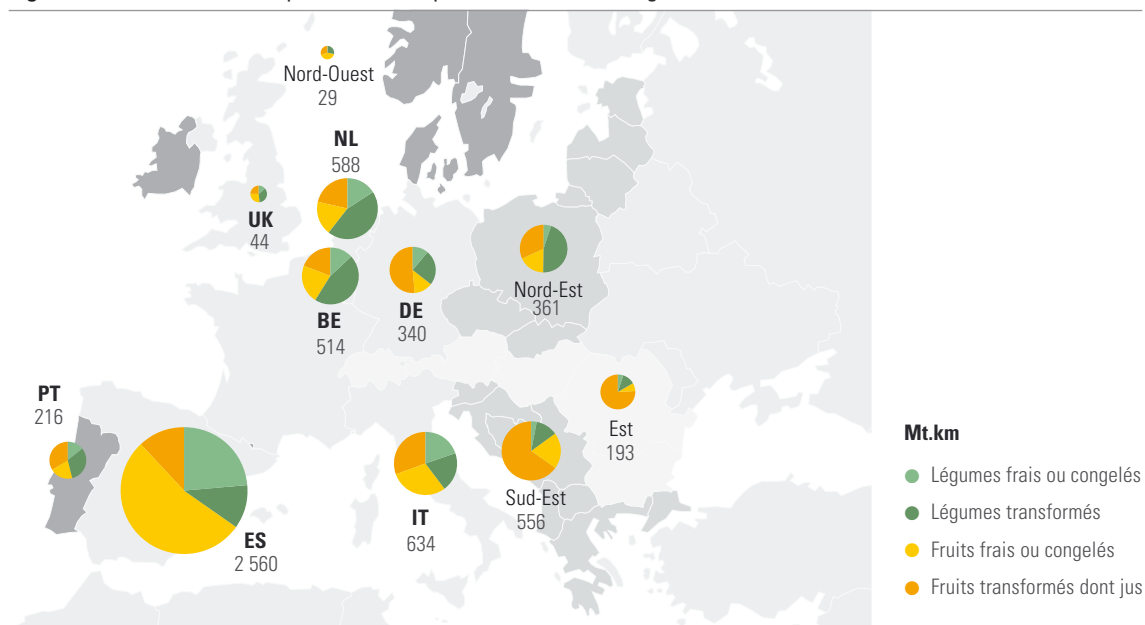 Nord-Ouest
29
NL
588
UK
44
BE
514
DE
340
Nord-Est
361
PT
216
ES
2 560
IT
634
Sud-Est
556
Est
193
Mt.km
Légumes frais ou congelés
Légumes transformés
Fruits frais ou congelés
Fruits transformés dont jus